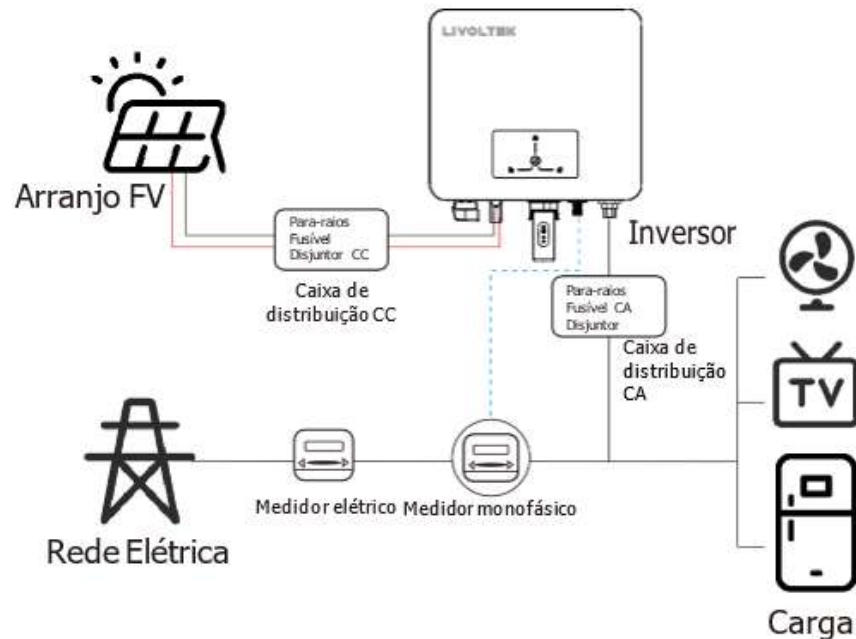 LIVOLTEK
Arranjo FV
Para-raios
Fusível
Disjuntor CC
Caixa de
distribuição CC
Inversor
Para-raios
Fusível CA
Disjuntor
Caixa de
distribuição
CA
TV
Medidor elétrico
Medidor monofásico
Rede Elétrica
Carga